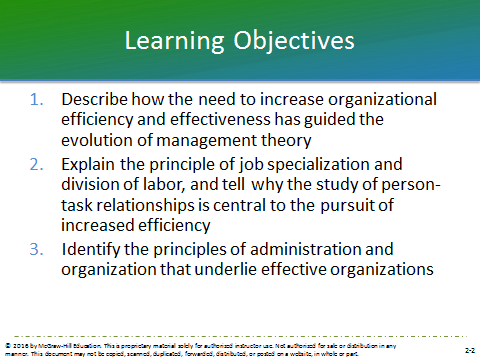 Learning Objectives
1. Describe how the need to increase organizational
efficiency and effectiveness has guided the
evolution of management theory
2. Explain the principle of job specialization and
division of labor, and tell why the study of person-
task relationships is central to the pursuit of
increased efficiency
3. Identify the principles of administration and
organization that underlie effective organizations
© 2016 by McGraw-Hill Education. This is proprietary material solely for authorized instructor use. Not authorized for sale or distribution in any
manner. This document may not be copied, scanned, duplicated, forwarded, distributed, or posted on a website, in whole or part.
2-2